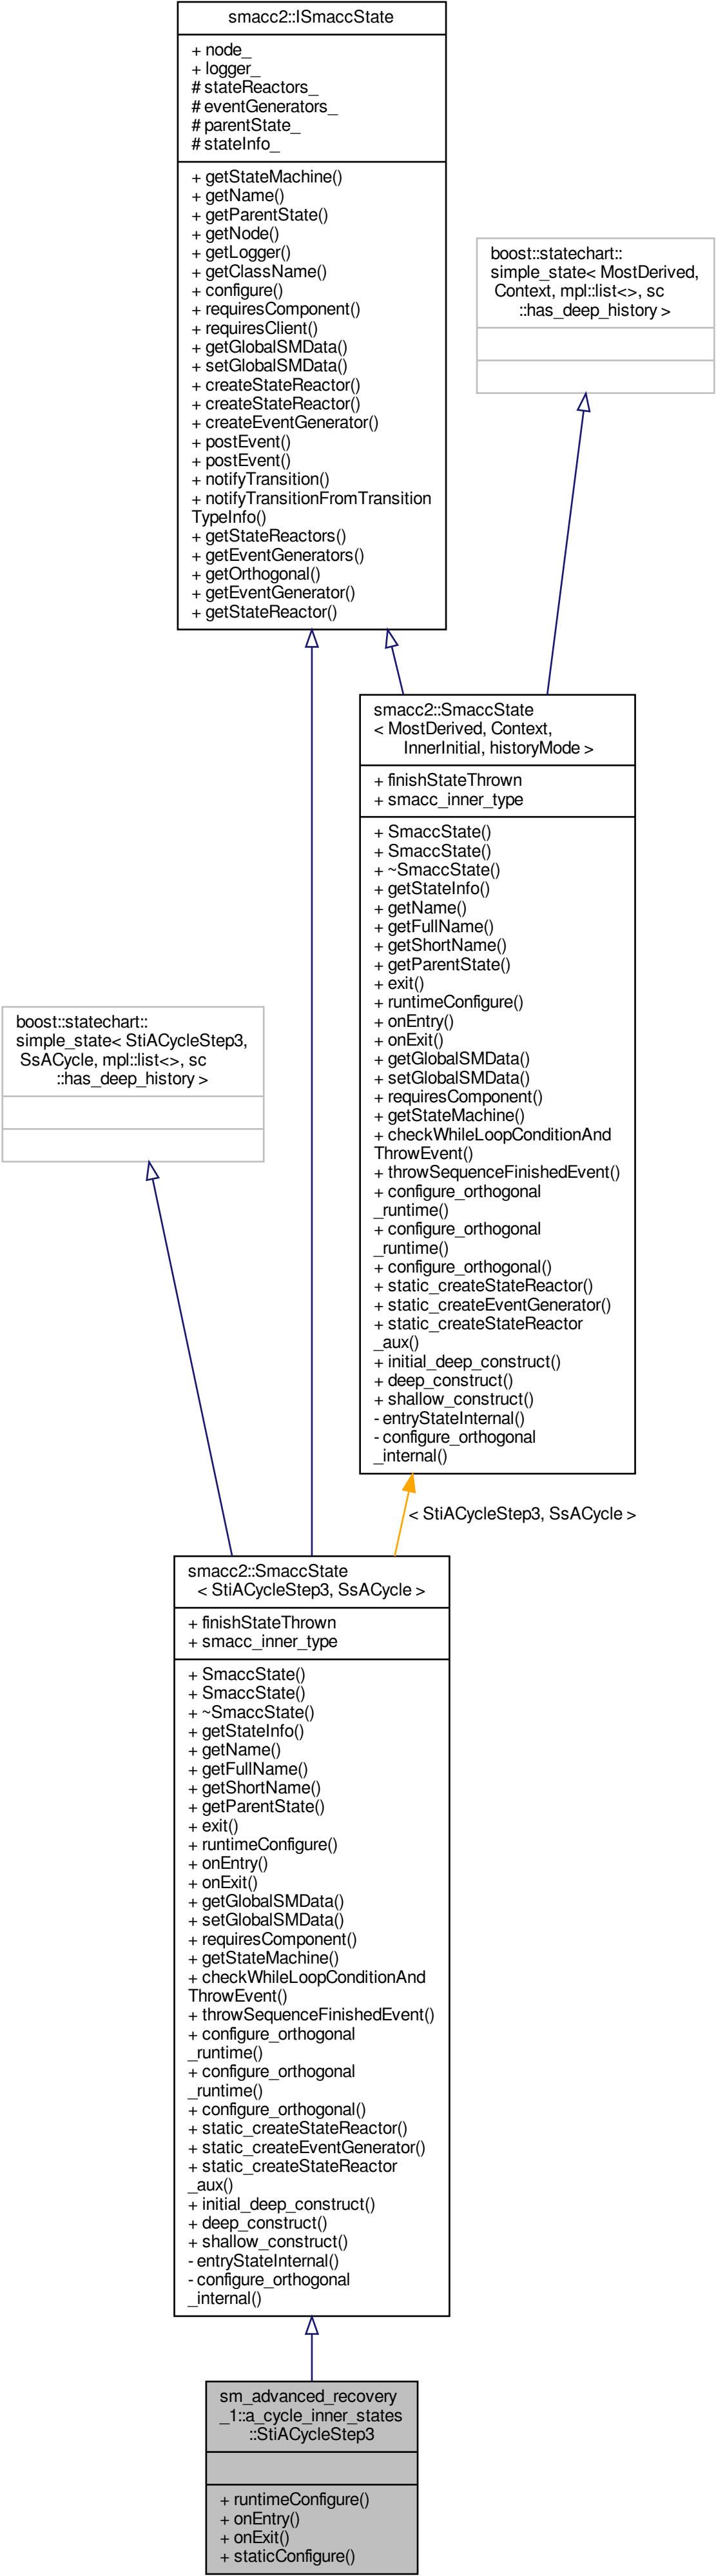 smacc2::ISmaccState
+ node_
+ logger_
# stateReactors_
# eventGenerators_
# parentState_
# stateInfo_
+ getStateMachine()
+ getName()
+ getParentState()
+ getNode()
+ getLogger()
+ getClassName()
+ configure()
+ requiresComponent()
+ requiresClient()
+ getGlobalSMData()
+ setGlobalSMData()
+ createStateReactor()
+ createStateReactor()
+ createEventGenerator()
+ postEvent()
+ postEvent()
+ notifyTransition()
+ notifyTransitionFromTransition
TypeInfo()
+ getStateReactors()
+ getEventGenerators()
+ getOrthogonal()
+ getEventGenerator()
+ getStateReactor()
boost::statechart::
simple_state< MostDerived,
Context, mpl::list<>, sc
::has_deep_history >
smacc2::SmaccState
< MostDerived, Context,
InnerInitial, historyMode >
+ finishStateThrown
+ smacc_inner_type
+ SmaccState()
+ SmaccState()
+ ~SmaccState()
+ getStateInfo()
+ getName()
+ getFullName()
+ getShortName()
+ getParentState()
+ exit()
+ runtimeConfigure()
+ onEntry()
+ onExit()
+ getGlobalSMData()
+ setGlobalSMData()
+ requiresComponent()
+ getStateMachine()
+ checkWhileLoopConditionAnd
ThrowEvent()
+ throwSequenceFinishedEvent()
+ configure_orthogonal
_runtime()
+ configure_orthogonal
_runtime()
+ configure_orthogonal()
+ static_createStateReactor()
+ static_createEventGenerator()
+ static_createStateReactor
_aux()
+ initial_deep_construct()
+ deep_construct()
+ shallow_construct()
- entryStateInternal()
- configure_orthogonal
_internal()
boost::statechart::
simple_state< StiACycleStep3,
SsACycle, mpl::list<>, sc
::has_deep_history >
< StiACycleStep3, SsACycle >
smacc2::SmaccState
< StiACycleStep3, SsACycle >
+ finishStateThrown
+ smacc_inner_type
+ SmaccState()
+ SmaccState()
+ ~SmaccState()
+ getStateInfo()
+ getName()
+ getFullName()
+ getShortName()
+ getParentState()
+ exit()
+ runtimeConfigure()
+ onEntry()
+ onExit()
+ getGlobalSMData()
+ setGlobalSMData()
+ requiresComponent()
+ getStateMachine()
+ checkWhileLoopConditionAnd
ThrowEvent()
+ throwSequenceFinishedEvent()
+ configure_orthogonal
_runtime()
+ configure_orthogonal
_runtime()
+ configure_orthogonal()
+ static_createStateReactor()
+ static_createEventGenerator()
+ static_createStateReactor
_aux()
+ initial_deep_construct()
+ deep_construct()
+ shallow_construct()
- entryStateInternal()
- configure_orthogonal
_internal()
sm_advanced_recovery
_1::a_cycle_inner_states
::StiACycleStep3
+ runtimeConfigure()
+ onEntry()
+ onExit()
+ staticConfigure()